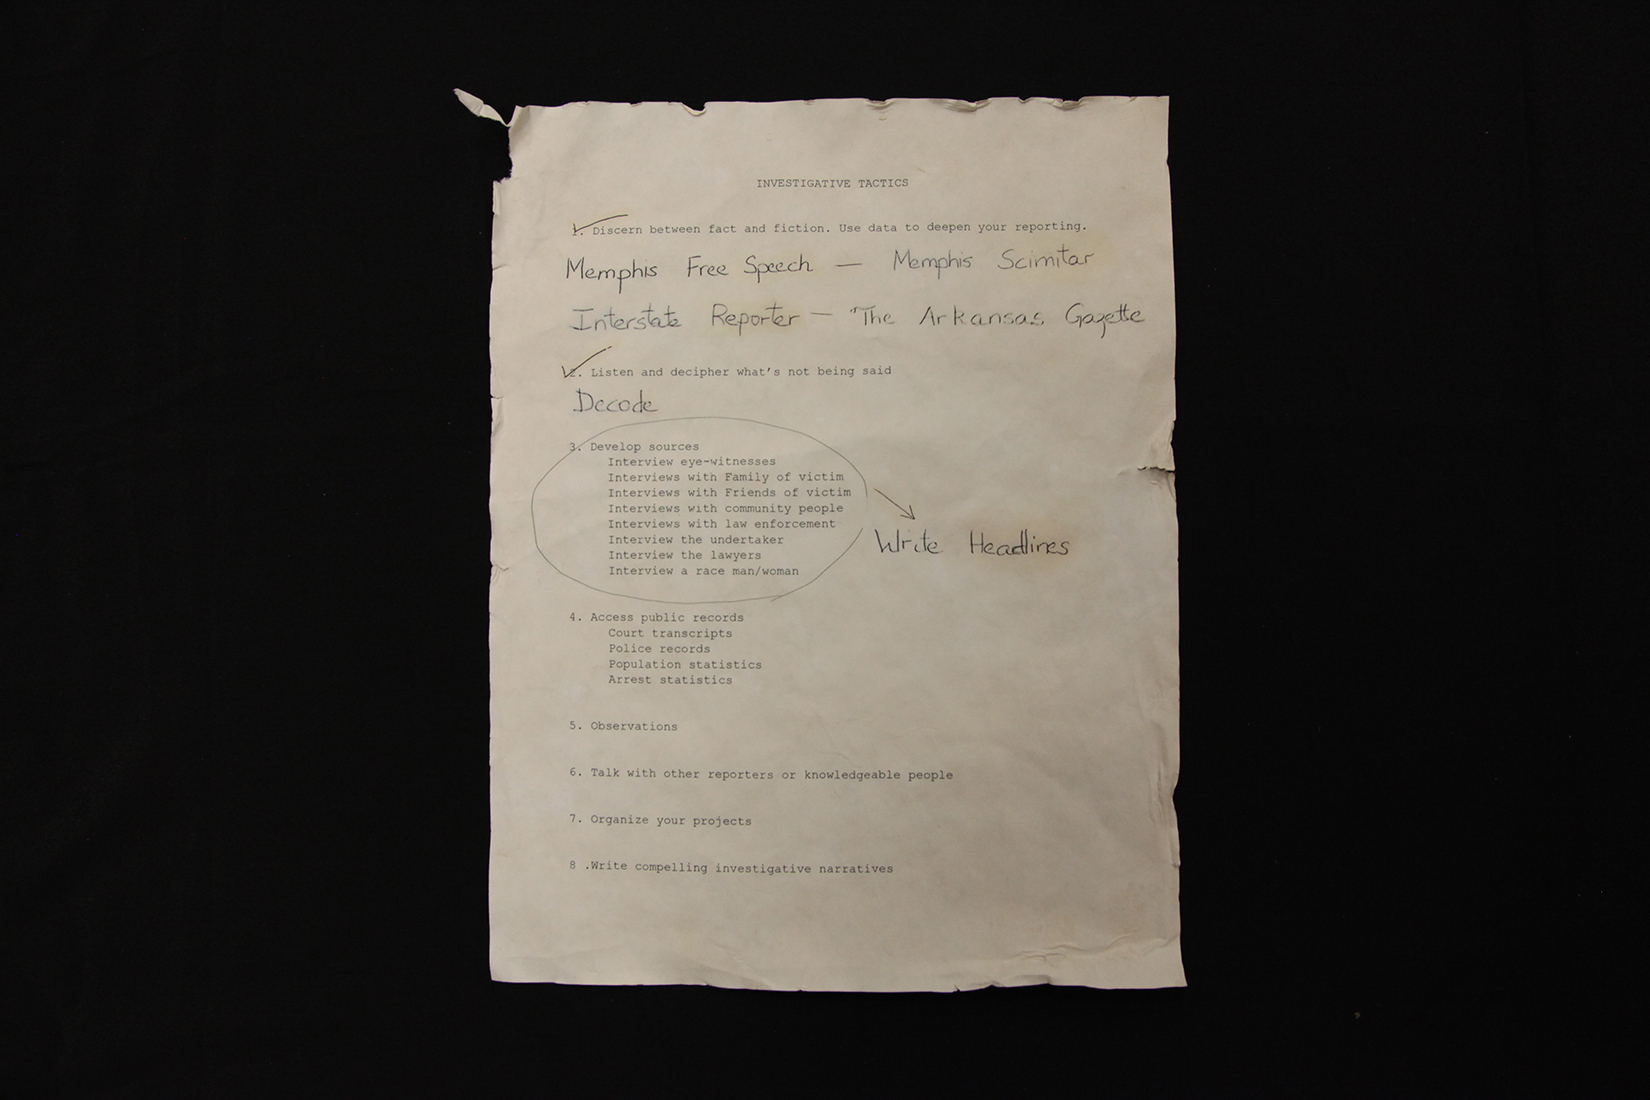 INVESTIGATIVE TACTICS
1. Discern between fact and fiction. Use data to deepen your reporting.
Memphis Free Speech — Memphis Scimitar
Interstate Reporter — The Arkansas Gazette
2. Listen and decipher what's not being said
Decode
3. Develop sources
Interview eye-witnesses
Interviews with Family of victim
Interviews with Friends of victim
Interviews with community people
Interviews with law enforcement
Interview the undertaker
Interview the lawyers
Interview a race man/woman
Write Headlines
4. Access public records
Court transcripts
Police records
Population statistics
Arrest statistics
5. Observations
6. Talk with other reporters or knowledgeable people
7. Organize your projects
8 .Write compelling investigative narratives